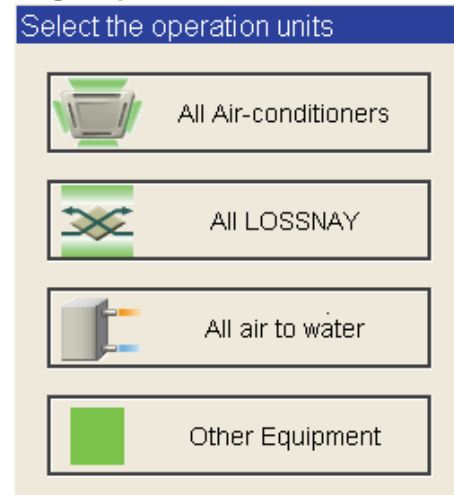 Select the operation units
All Air-conditioners
All LOSSNAY
All air to water
Other Equipment